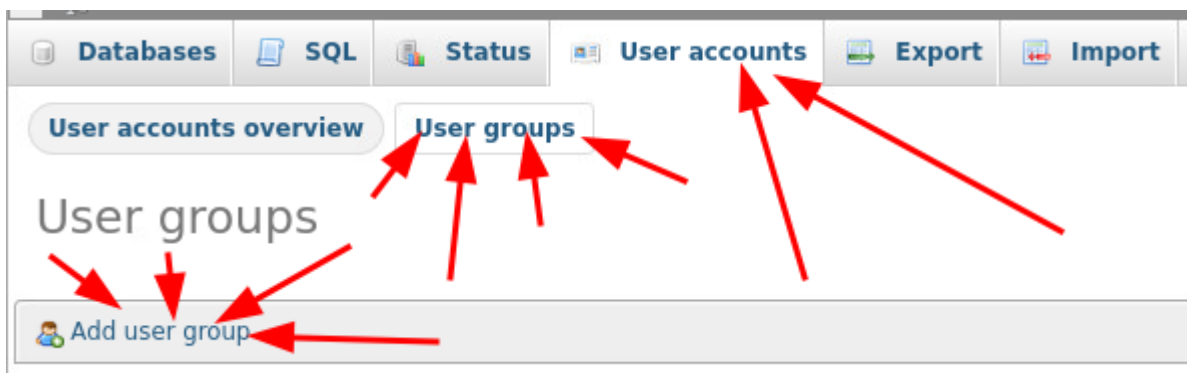 Databases SQL Status User accounts Export Import
User accounts overview User groups
User groups
Add user group